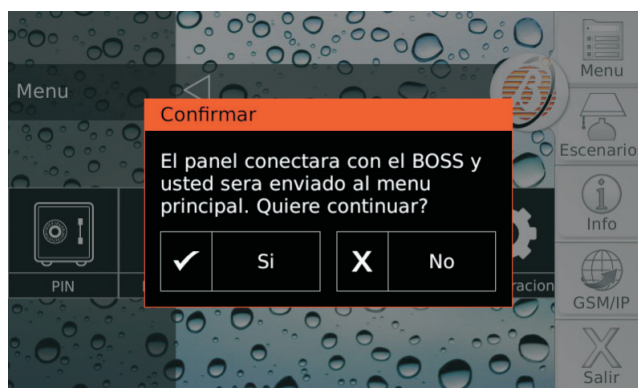 Menu
Confirmar
El panel conectara con el BOSS y
usted sera enviado al menu
principal. Quiere continuar?
Si
No
PIN
racion
Menu
Escenario
Info
GSM/IP
Salir